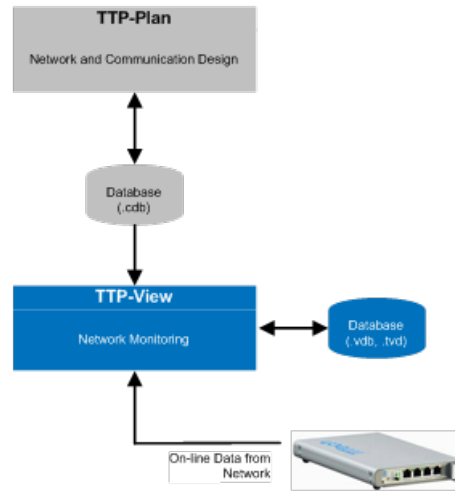 TTP-Plan
Network and Communication Design
Database
(.cdb)
TTP-View
Network Monitoring
Database
(.vdb, .tvd)
On-line Data from
Network